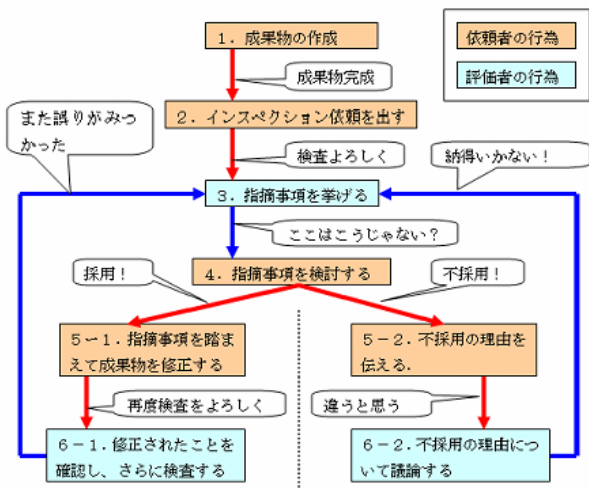 1．成果物の作成
依頼者の行為
成果物完成
評価者の行為
2．インスペクション依頼を出す
また誤りがみつ
かった
検査よろしく
納得いかない！
3．指摘事項を挙げる
ここはこうじゃない？
採用！
4．指摘事項を検討する
不採用！
5－1．指摘事項を踏ま
えて成果物を修正する
5－2．不採用の理由を
伝える.
再度検査をよろしく
違うと思う
6－1．修正されたことを
確認し、さらに検査する
6－2．不採用の理由につ
いて議論する